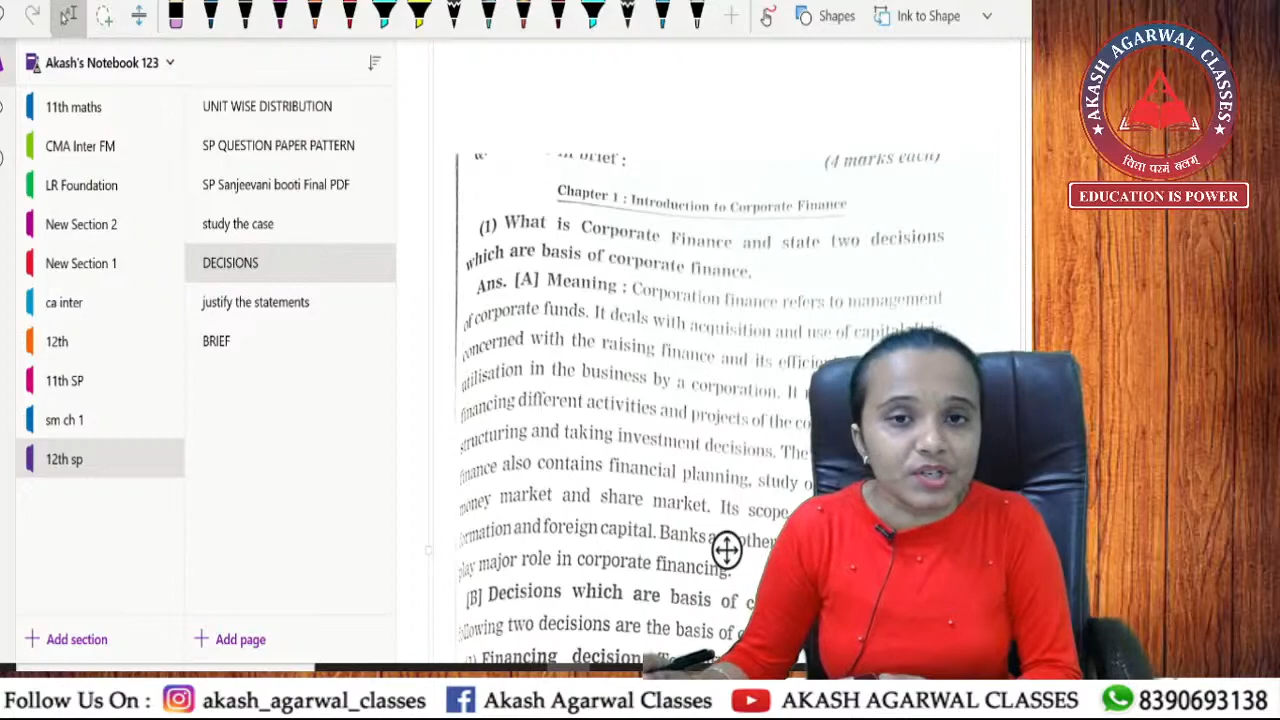 Shapes
Ink to Shape
Akash's Notebook 123
11th maths
CMA Inter FM
LR Foundation
New Section 2
New Section 1
ca inter
12th
11th SP
sm ch 1
12th sp
Add section
UNIT WISE DISTRIBUTION
SP QUESTION PAPER PATTERN
SP Sanjeevani booti Final PDF
study the case
DECISIONS
justify the statements
BRIEF
Add page
in brief : (4 marks each)
Chapter 1 : Introduction to Corporate Finance
(1) What is Corporate Finance and state two decisions
which are basis of corporate finance.
Ans. [A] Meaning : Corporation finance refers to management
of corporate funds. It deals with acquisition and use of capital. It is
concerned with the raising finance and its
utilisation in the business by a corporation. It
financing different activities and projects of the
structuring and taking investment decisions. The
finance also contains financial planning, study
money market and share market. Its scope
and foreign capital. Banks other
play major role in corporate financing.
[B] Decisions which are basis of
two decisions are the basis of
Financing decision
AKASH AGARWAL CLASSES
विद्या परमं बलम्
EDUCATION IS POWER
Follow Us On : akash_agarwal_classes Akash Agarwal Classes AKASH AGARWAL CLASSES 8390693138